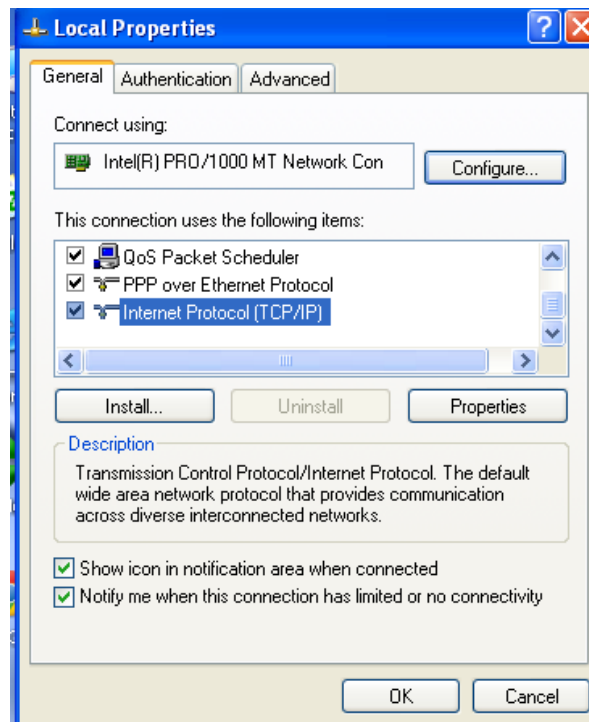 Local Properties
General Authentication Advanced
Connect using:
Intel(R) PRO/1000 MT Network Con Configure...
This connection uses the following items:
QoS Packet Scheduler
PPP over Ethernet Protocol
Internet Protocol (TCP/IP)
Install... Uninstall Properties
Description
Transmission Control Protocol/Internet Protocol. The default
wide area network protocol that provides communication
across diverse interconnected networks.
Show icon in notification area when connected
Notify me when this connection has limited or no connectivity
OK Cancel